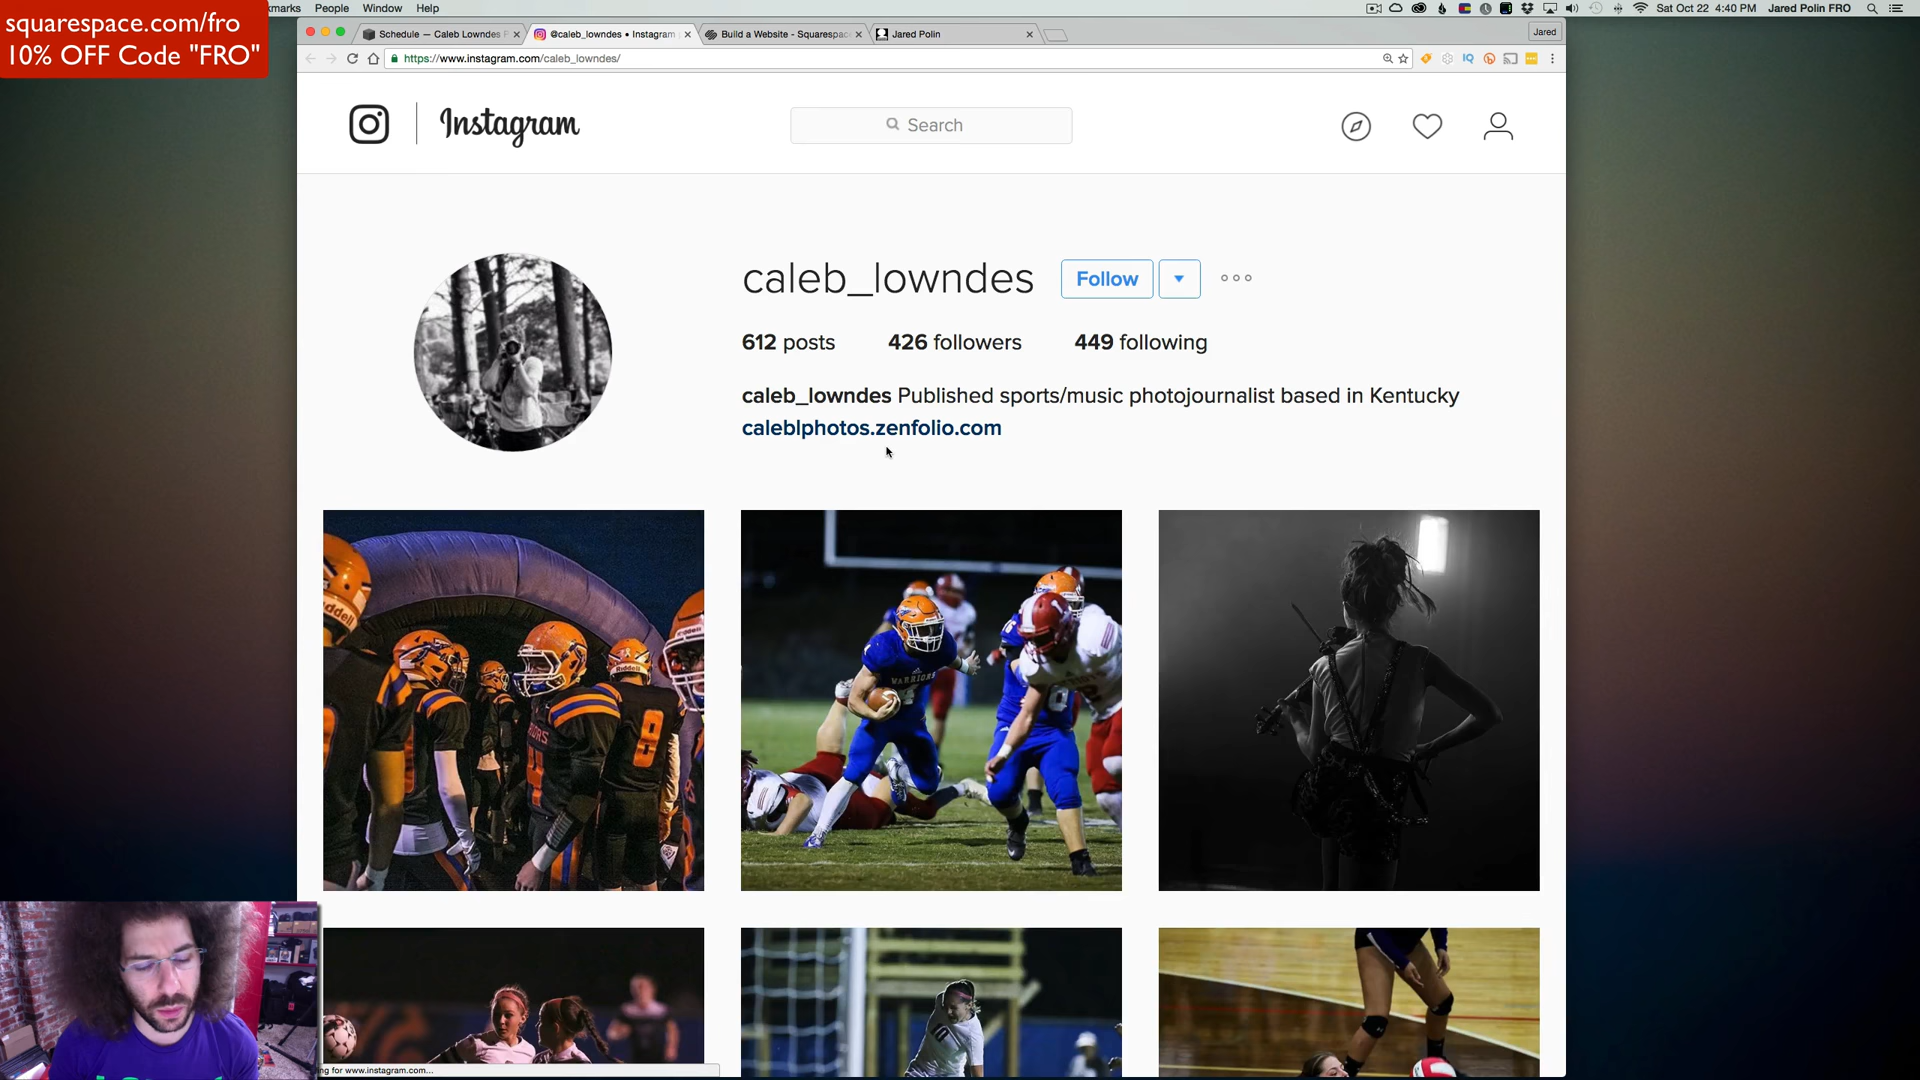 squarespace.com/fro
10% OFF Code "FRO"
kmarks People Window Help
Sat Oct 22 4:40 PM Jared Polin FRO
Schedule — Caleb Lowndes P
@caleb_lowndes • Instagram
Build a Website - Squarespac
Jared Polin
Jared
https://www.instagram.com/caleb_lowndes/
Instagram
Search
caleb_lowndes Follow
612 posts 426 followers 449 following
caleb_lowndes Published sports/music photojournalist based in Kentucky
caleblphotos.zenfolio.com
Riddell
8
WARRIORS
ng for www.instagram.com...